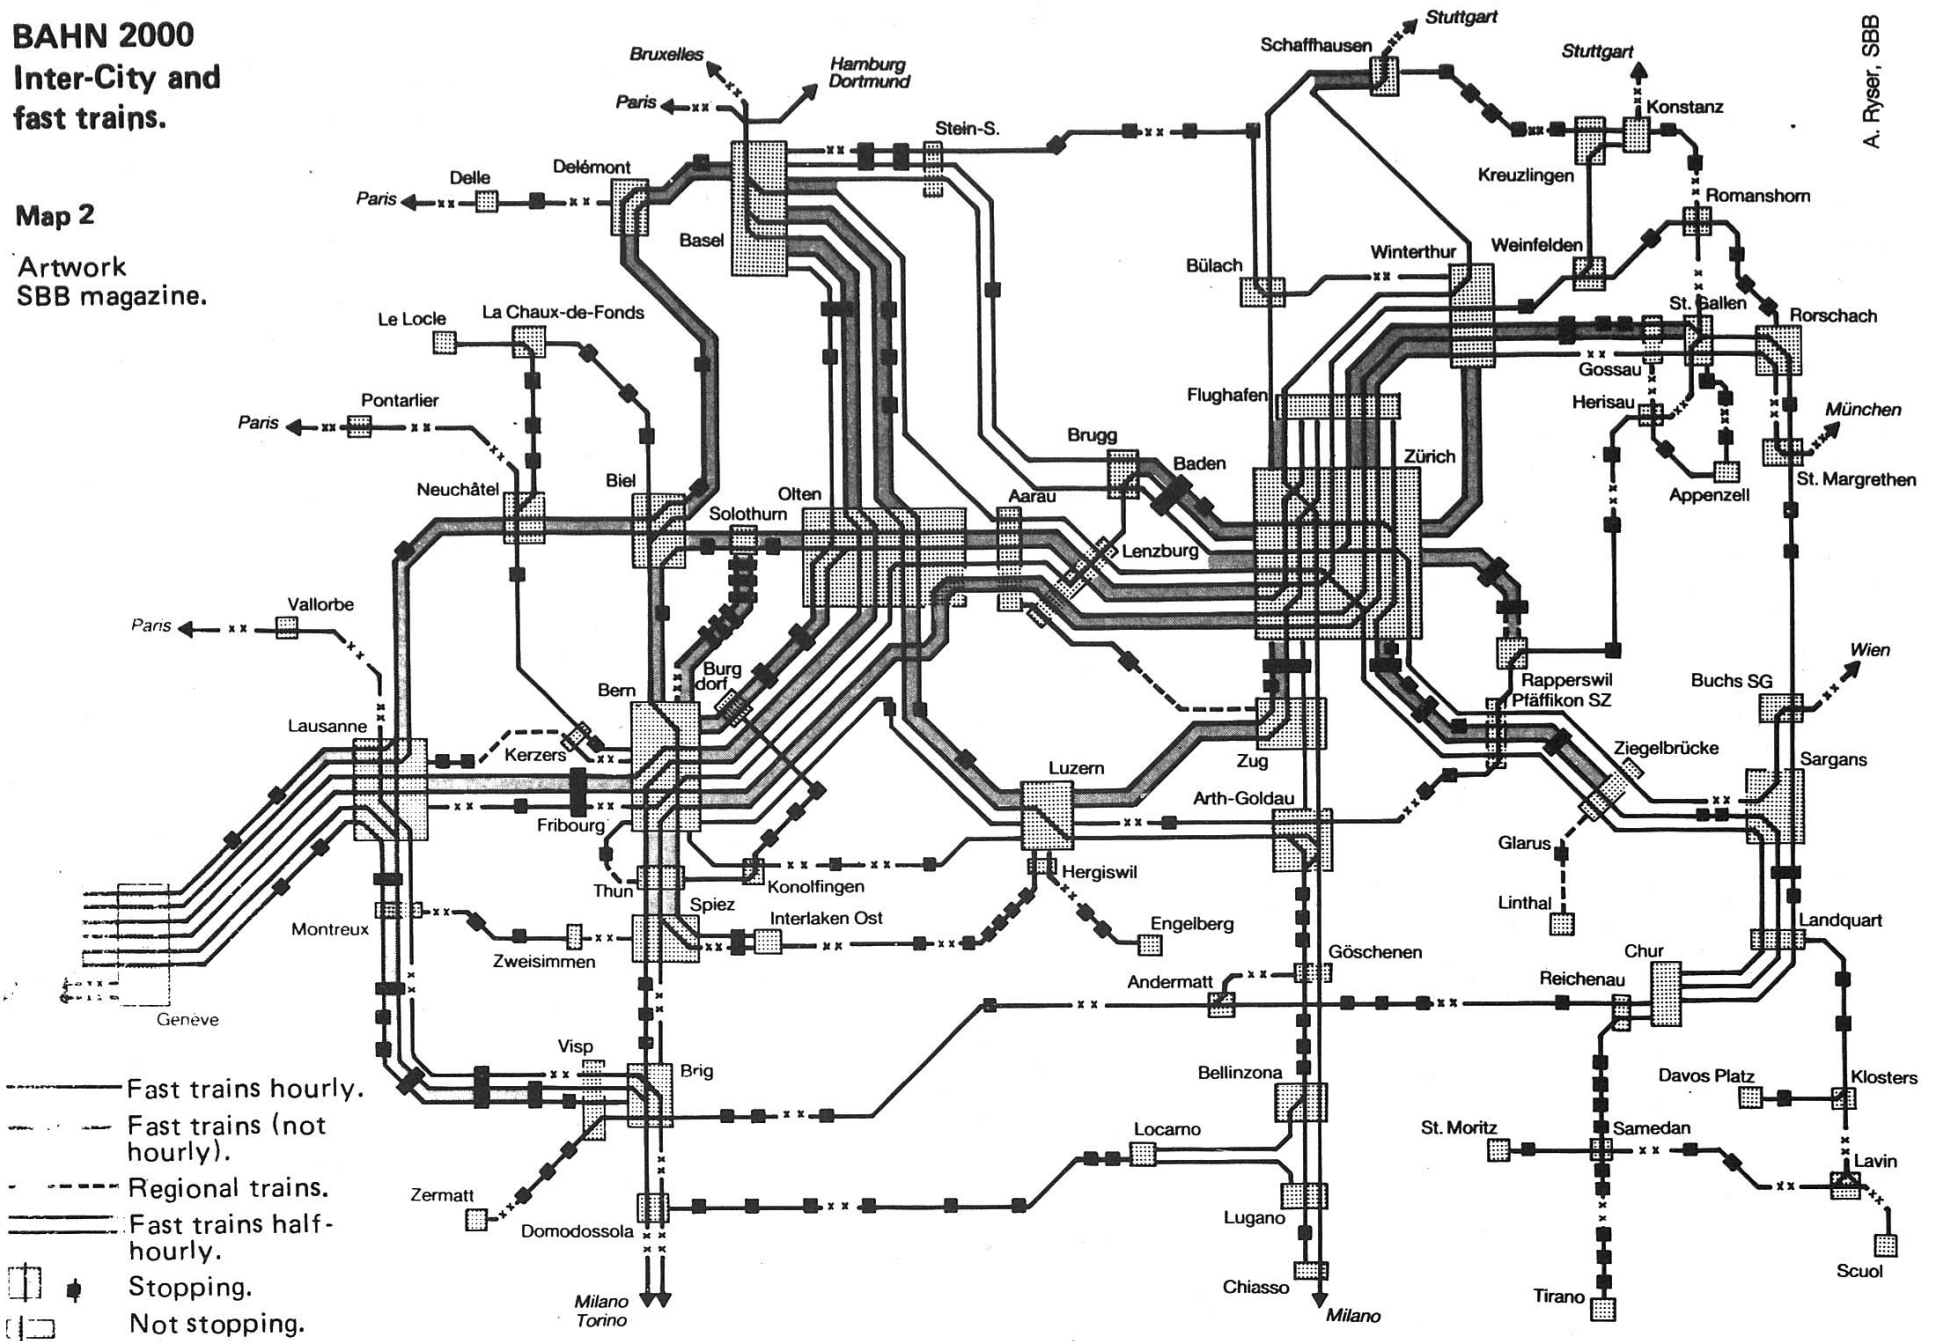 BAHN 2000
Inter-City and
fast trains.
Map 2
Artwork
SBB magazine.
A. Ryser, SBB
Stuttgart
Schaffhausen
Stuttgart
Bruxelles
Hamburg
Dortmund
Paris
Konstanz
Stein-S.
Delémont
Delle
Paris
Kreuzlingen
Romanshorn
Basel
Winterthur
Weinfelden
Bülach
Le Locle
La Chaux-de-Fonds
St. Gallen
Rorschach
Gossau
Flughafen
Herisau
München
Pontarlier
Paris
Brugg
Baden
Zürich
Appenzell
St. Margrethen
Neuchâtel
Biel
Olten
Aarau
Solothurn
Lenzburg
Vallorbe
Paris
Wien
Burg
dorf
Bern
Rapperswil
Pfäffikon SZ
Buchs SG
Lausanne
Kerzers
Zug
Ziegelbrücke
Sargans
Luzern
Arth-Goldau
Fribourg
Glarus
Thun
Konolfingen
Hergiswil
Linthal
Landquart
Spiez
Interlaken Ost
Engelberg
Montreux
Zweisimmen
Göschenen
Chur
Andermatt
Reichenau
Genève
Visp
Brig
Bellinzona
Davos Platz
Klosters
Fast trains hourly.
Fast trains (not
hourly).
Regional trains.
Fast trains half-
hourly.
Stopping.
Not stopping.
Locarno
St. Moritz
Samedan
Lavin
Zermatt
Domodossola
Lugano
Scuol
Chiasso
Tirano
Milano
Torino
Milano